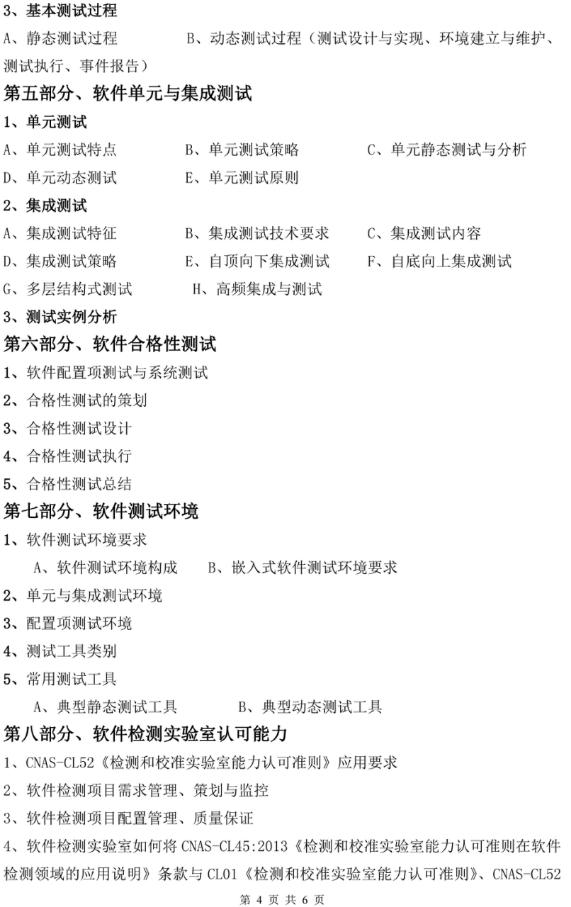 3、基本测试过程
A、静态测试过程 B、动态测试过程（测试设计与实现、环境建立与维护、
测试执行、事件报告）
第五部分、软件单元与集成测试
1、单元测试
A、单元测试特点 B、单元测试策略 C、单元静态测试与分析
D、单元动态测试 E、单元测试原则
2、集成测试
A、集成测试特征 B、集成测试技术要求 C、集成测试内容
D、集成测试策略 E、自顶向下集成测试 F、自底向上集成测试
G、多层结构式测试 H、高频集成与测试
3、测试实例分析
第六部分、软件合格性测试
1、软件配置项测试与系统测试
2、合格性测试的策划
3、合格性测试设计
4、合格性测试执行
5、合格性测试总结
第七部分、软件测试环境
1、软件测试环境要求
A、软件测试环境构成 B、嵌入式软件测试环境要求
2、单元与集成测试环境
3、配置项测试环境
4、测试工具类别
5、常用测试工具
A、典型静态测试工具 B、典型动态测试工具
第八部分、软件检测实验室认可能力
1、CNAS-CL52《检测和校准实验室能力认可准则》应用要求
2、软件检测项目需求管理、策划与监控
3、软件检测项目配置管理、质量保证
4、软件检测实验室如何将 CNAS-CL45:2013《检测和校准实验室能力认可准则在软件
检测领域的应用说明》条款与 CL01《检测和校准实验室能力认可准则》、CNAS-CL52
第 4 页 共 6 页